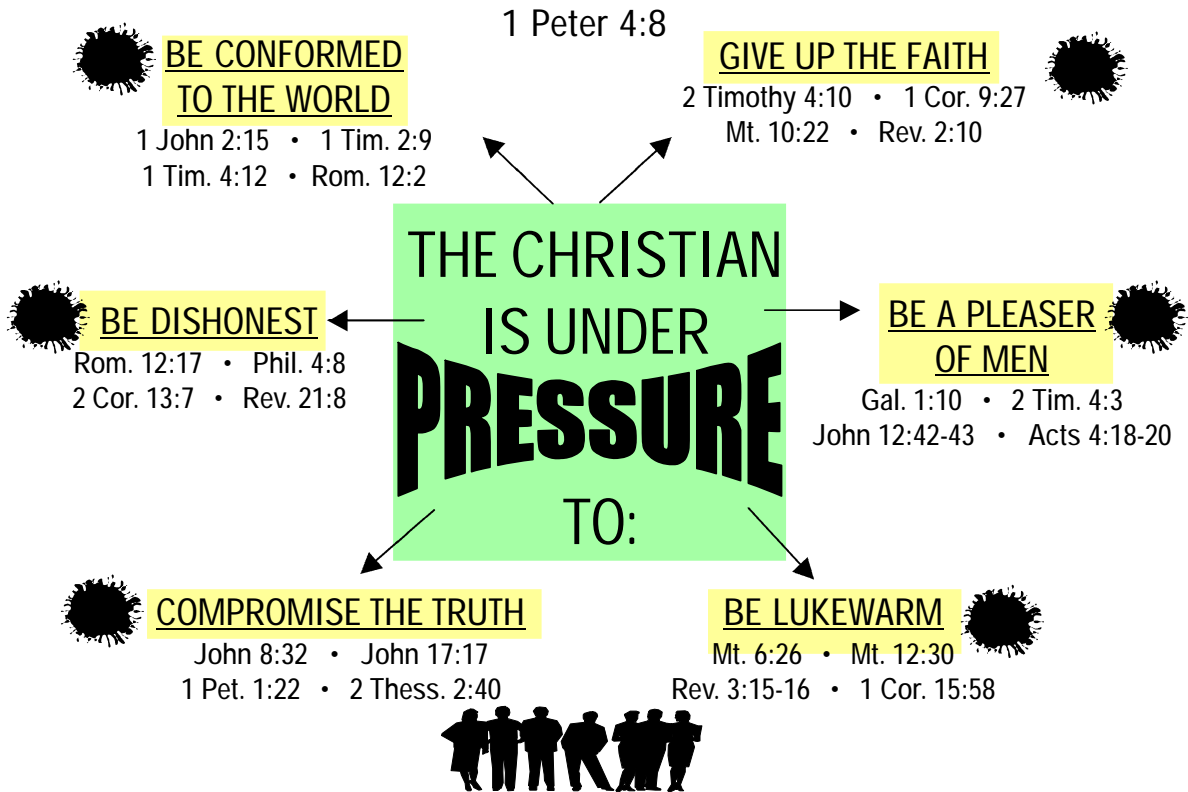 1 Peter 4:8
BE CONFORMED
TO THE WORLD
1 John 2:15 • 1 Tim. 2:9
1 Tim. 4:12 • Rom. 12:2
GIVE UP THE FAITH
2 Timothy 4:10 • 1 Cor. 9:27
Mt. 10:22 • Rev. 2:10
THE CHRISTIAN
IS UNDER
PRESSURE
TO:
BE DISHONEST
Rom. 12:17 • Phil. 4:8
2 Cor. 13:7 • Rev. 21:8
BE A PLEASER
OF MEN
Gal. 1:10 • 2 Tim. 4:3
John 12:42-43 • Acts 4:18-20
COMPROMISE THE TRUTH
John 8:32 • John 17:17
1 Pet. 1:22 • 2 Thess. 2:40
BE LUKEWARM
Mt. 6:26 • Mt. 12:30
Rev. 3:15-16 • 1 Cor. 15:58